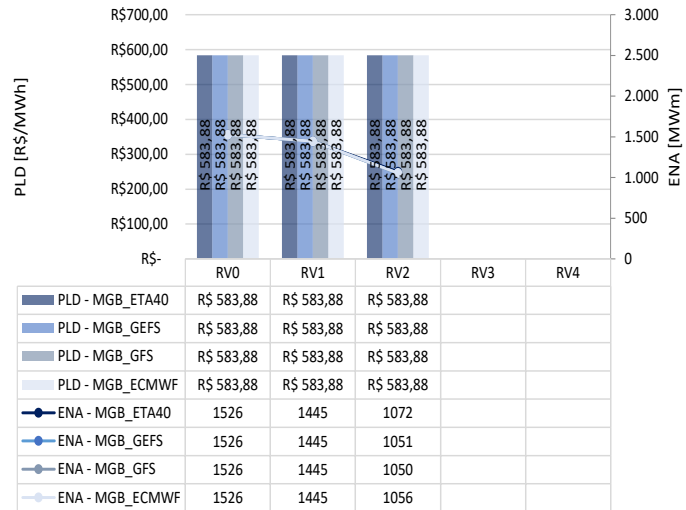 PLD [R$/MWh]
R$700,00
R$600,00
R$500,00
R$400,00
R$300,00
R$200,00
R$100,00
R$-
R$ 583,88
R$ 583,88
R$ 583,88
R$ 583,88
R$ 583,88
R$ 583,88
R$ 583,88
R$ 583,88
R$ 583,88
R$ 583,88
R$ 583,88
R$ 583,88
3.000
2.500
2.000
1.500
1.000
500
0
ENA [MWm]
RV0 RV1 RV2 RV3 RV4
PLD - MGB_ETA40 R$ 583,88 R$ 583,88 R$ 583,88
PLD - MGB_GEFS R$ 583,88 R$ 583,88 R$ 583,88
PLD - MGB_GFS R$ 583,88 R$ 583,88 R$ 583,88
PLD - MGB_ECMWF R$ 583,88 R$ 583,88 R$ 583,88
ENA - MGB_ETA40 1526 1445 1072
ENA - MGB_GEFS 1526 1445 1051
ENA - MGB_GFS 1526 1445 1050
ENA - MGB_ECMWF 1526 1445 1056